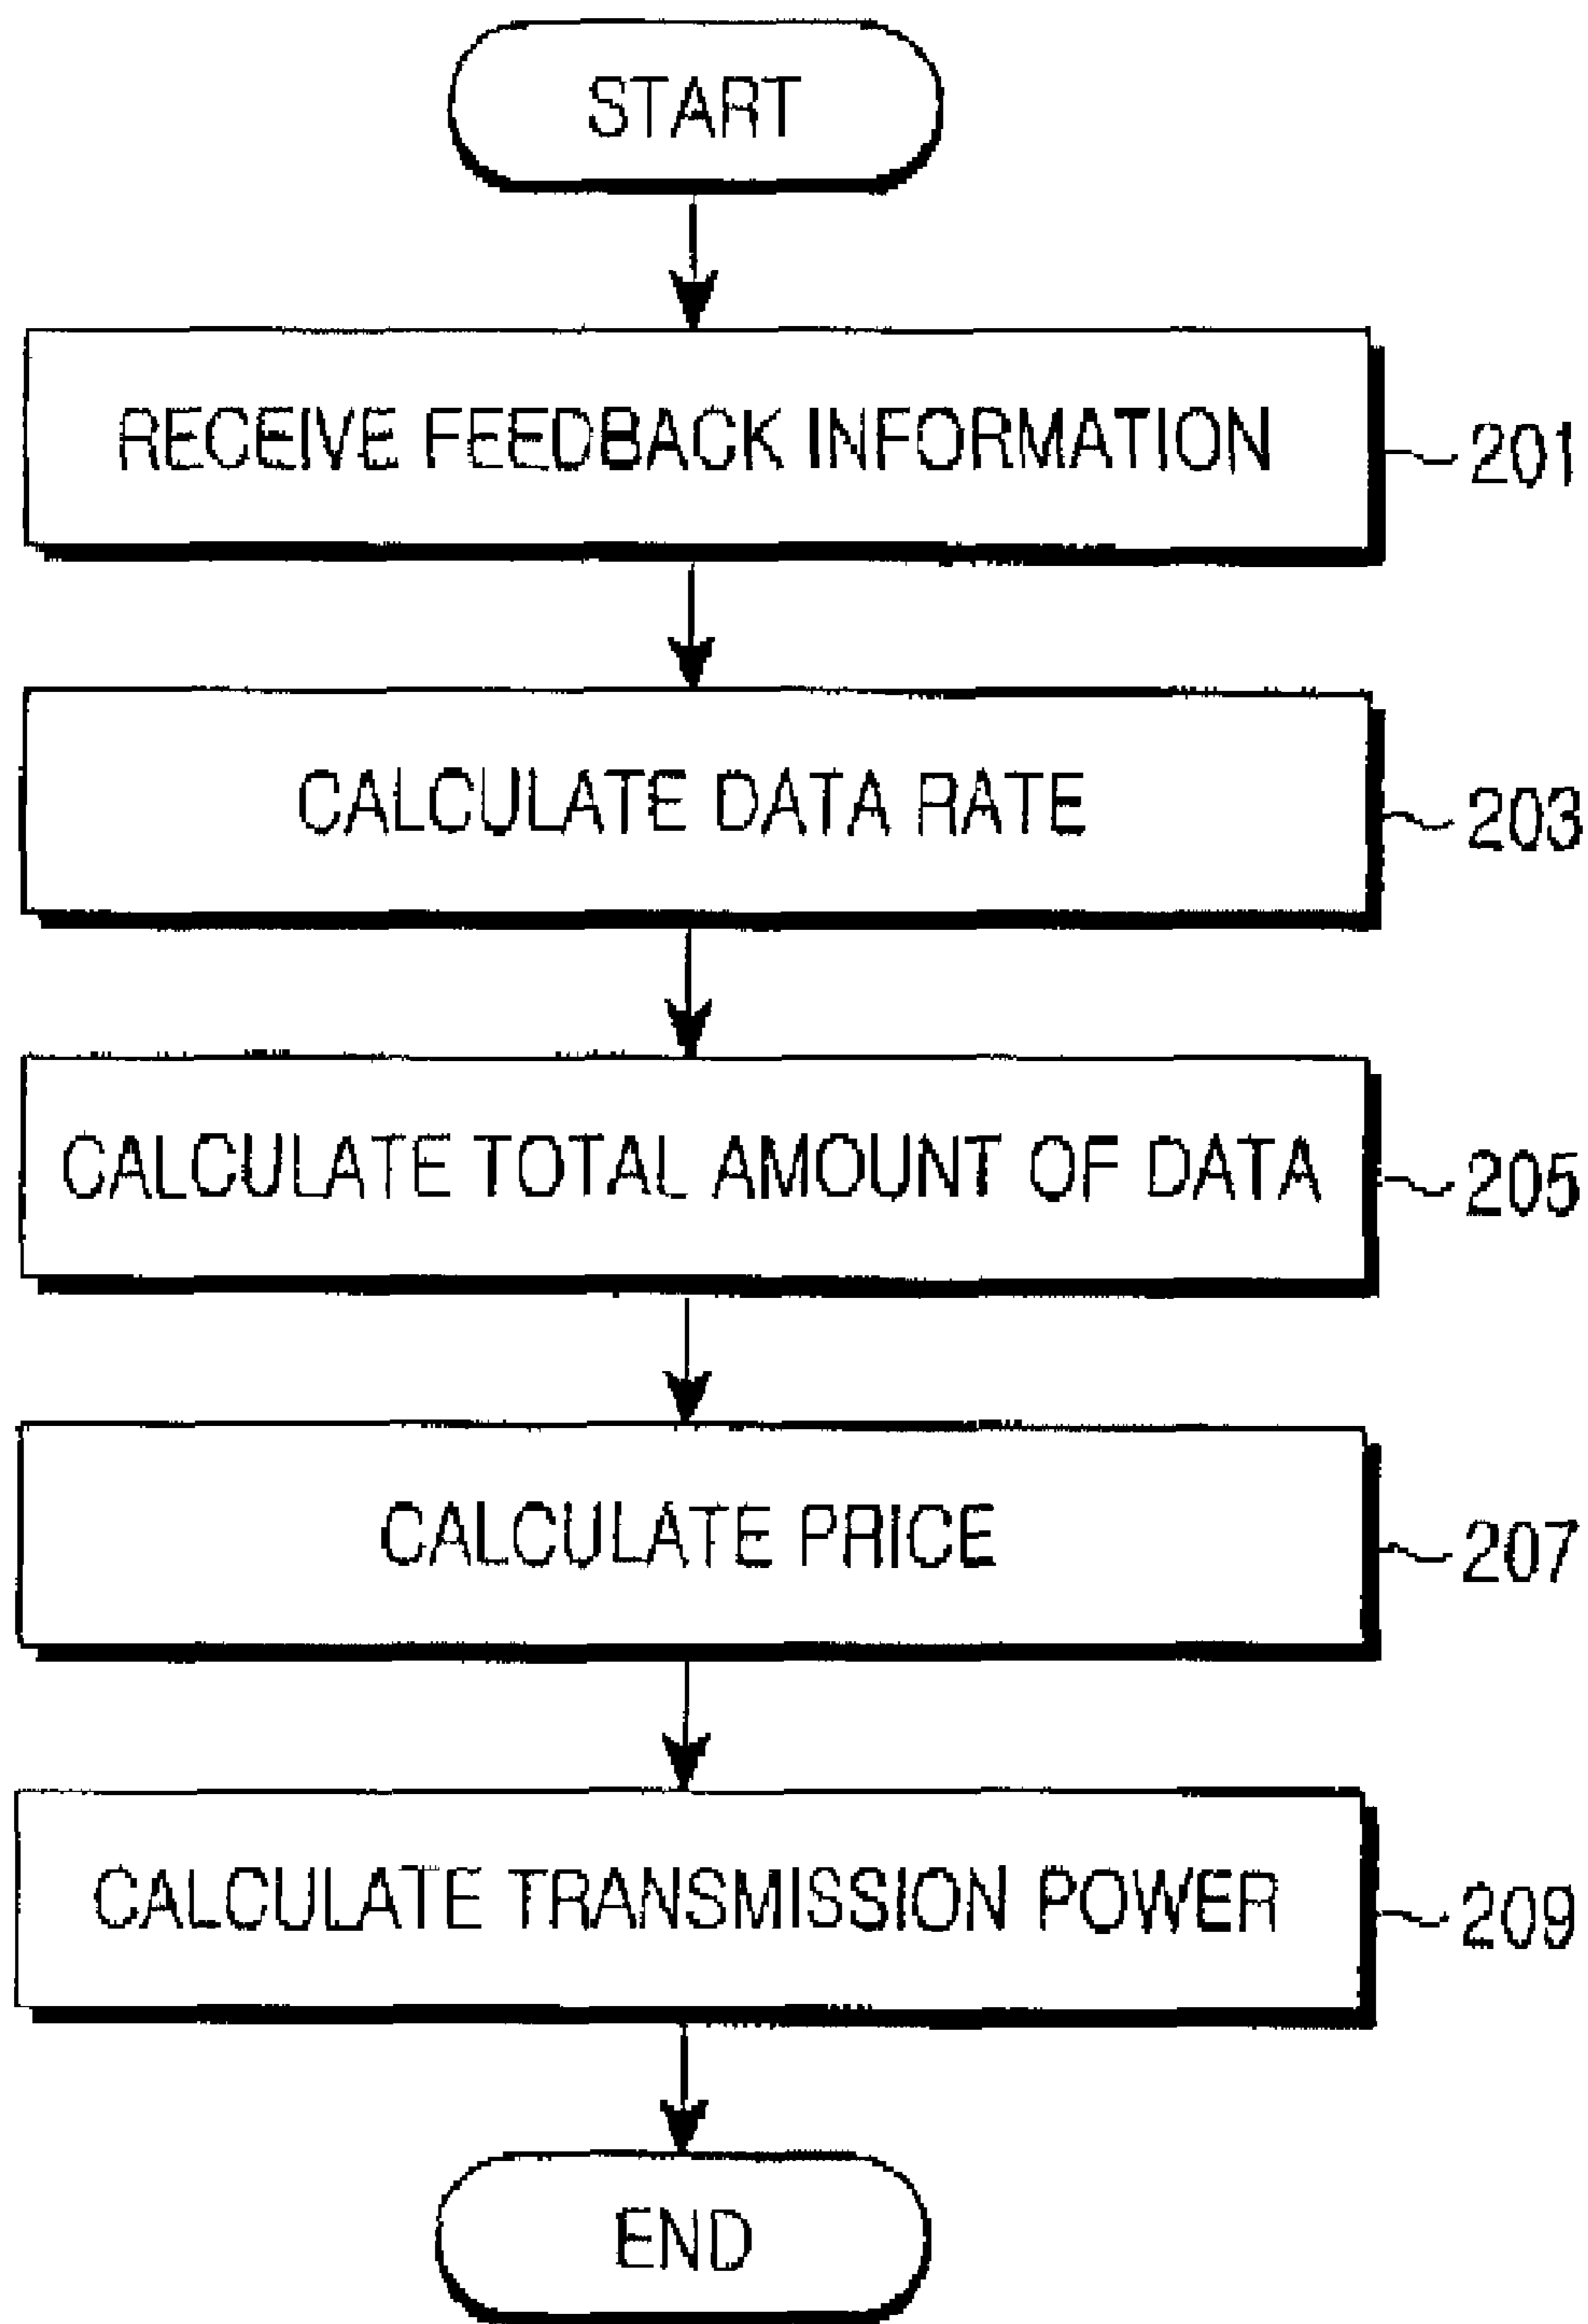 START
RECEIVE FEEDBACK INFORMATION
201
CALCULATE DATA RATE
203
CALCULATE TOTAL AMOUNT OF DATA
205
CALCULATE PRICE
207
CALCULATE TRANSMISSION POWER
209
END